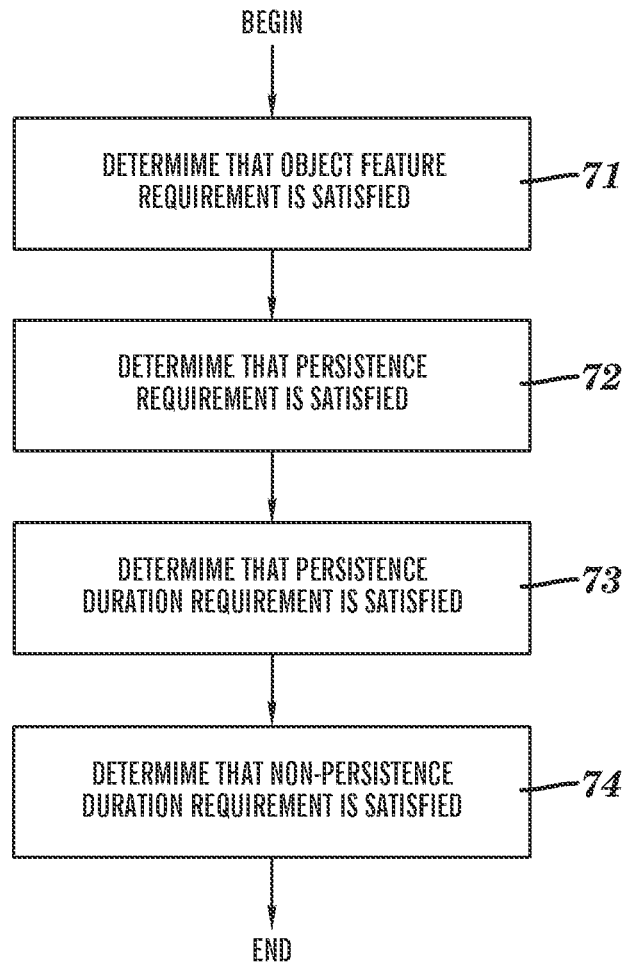 BEGIN
DETERMIME THAT OBJECT FEATURE
REQUIREMENT IS SATISFIED
71
DETERMIME THAT PERSISTENCE
REQUIREMENT IS SATISFIED
72
DETERMIME THAT PERSISTENCE
DURATION REQUIREMENT IS SATISFIED
73
DETERMIME THAT NON-PERSISTENCE
DURATION REQUIREMENT IS SATISFIED
74
END